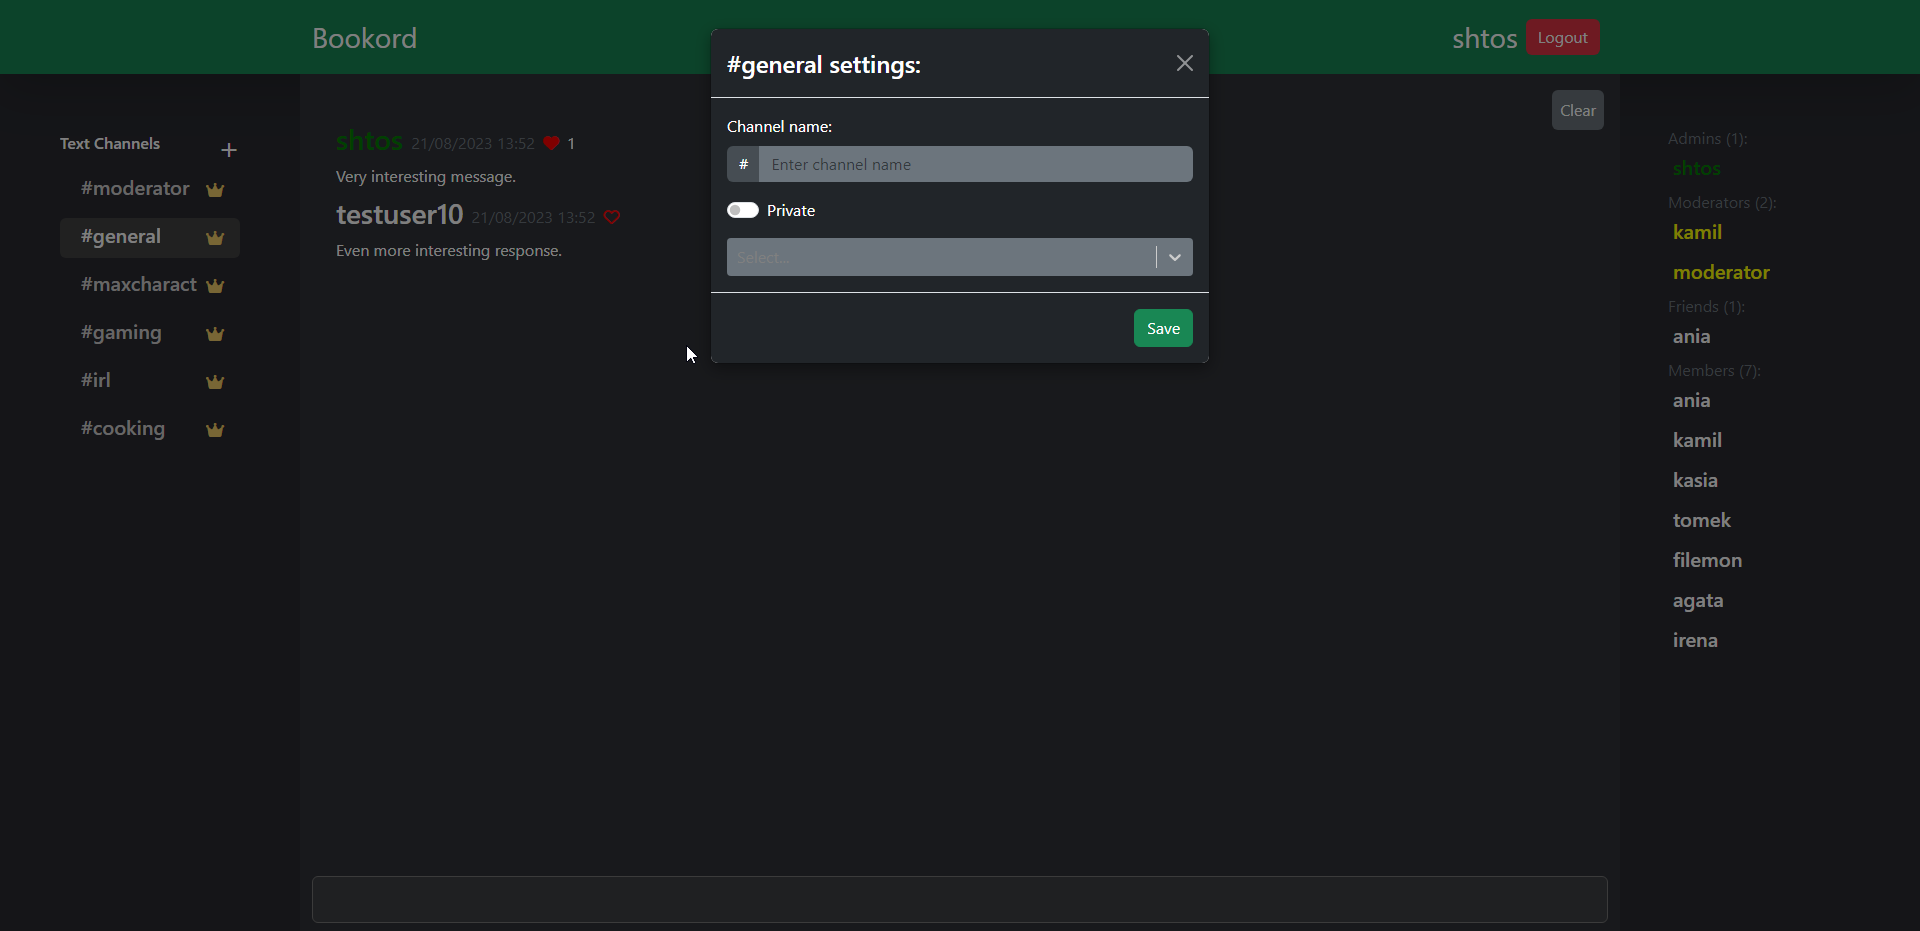 Bookord
shtos Logout
Text Channels
#moderator
#general
#maxcharact
#gaming
#irl
#cooking
shtos 21/08/2023 13:52 1
Very interesting message.
testuser10 21/08/2023 13:52
Even more interesting response.
Clear
#general settings:
Channel name:
# Enter channel name
Private
Select...
Save
Admins (1):
shtos
Moderators (2):
kamil
moderator
Friends (1):
ania
Members (7):
ania
kamil
kasia
tomek
filemon
agata
irena